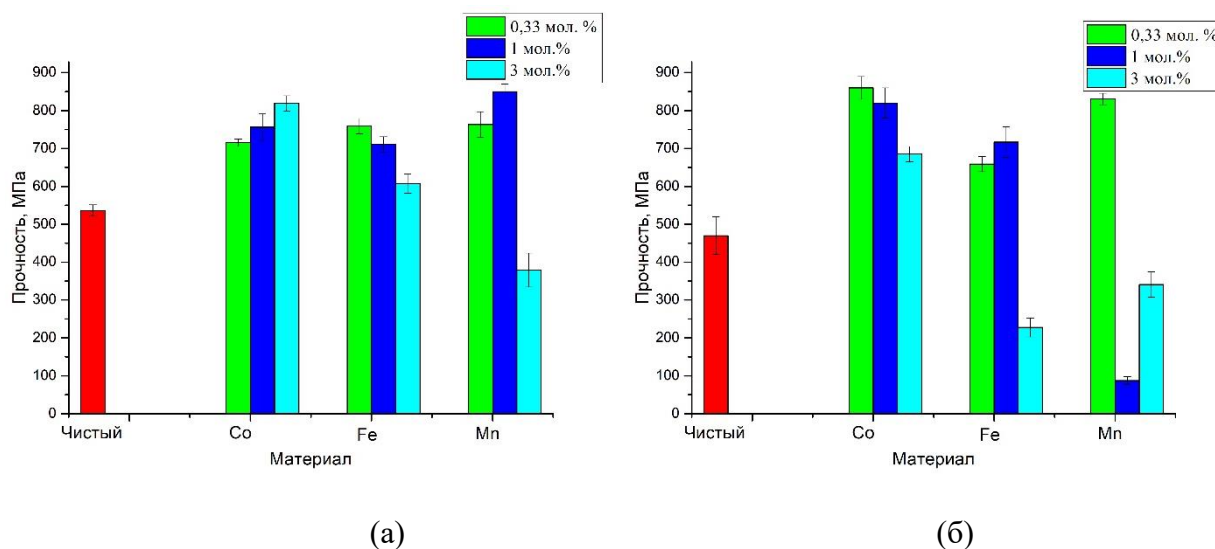 0,33 мол. %
1 мол.%
3 мол.%
900
800
700
600
500
400
300
200
100
0
Прочность, МПа
Чистый Co Fe Mn
Материал
(а)
0,33 мол. %
1 мол.%
3 мол.%
900
800
700
600
500
400
300
200
100
0
Прочность, МПа
Чистый Co Fe Mn
Материал
(б)